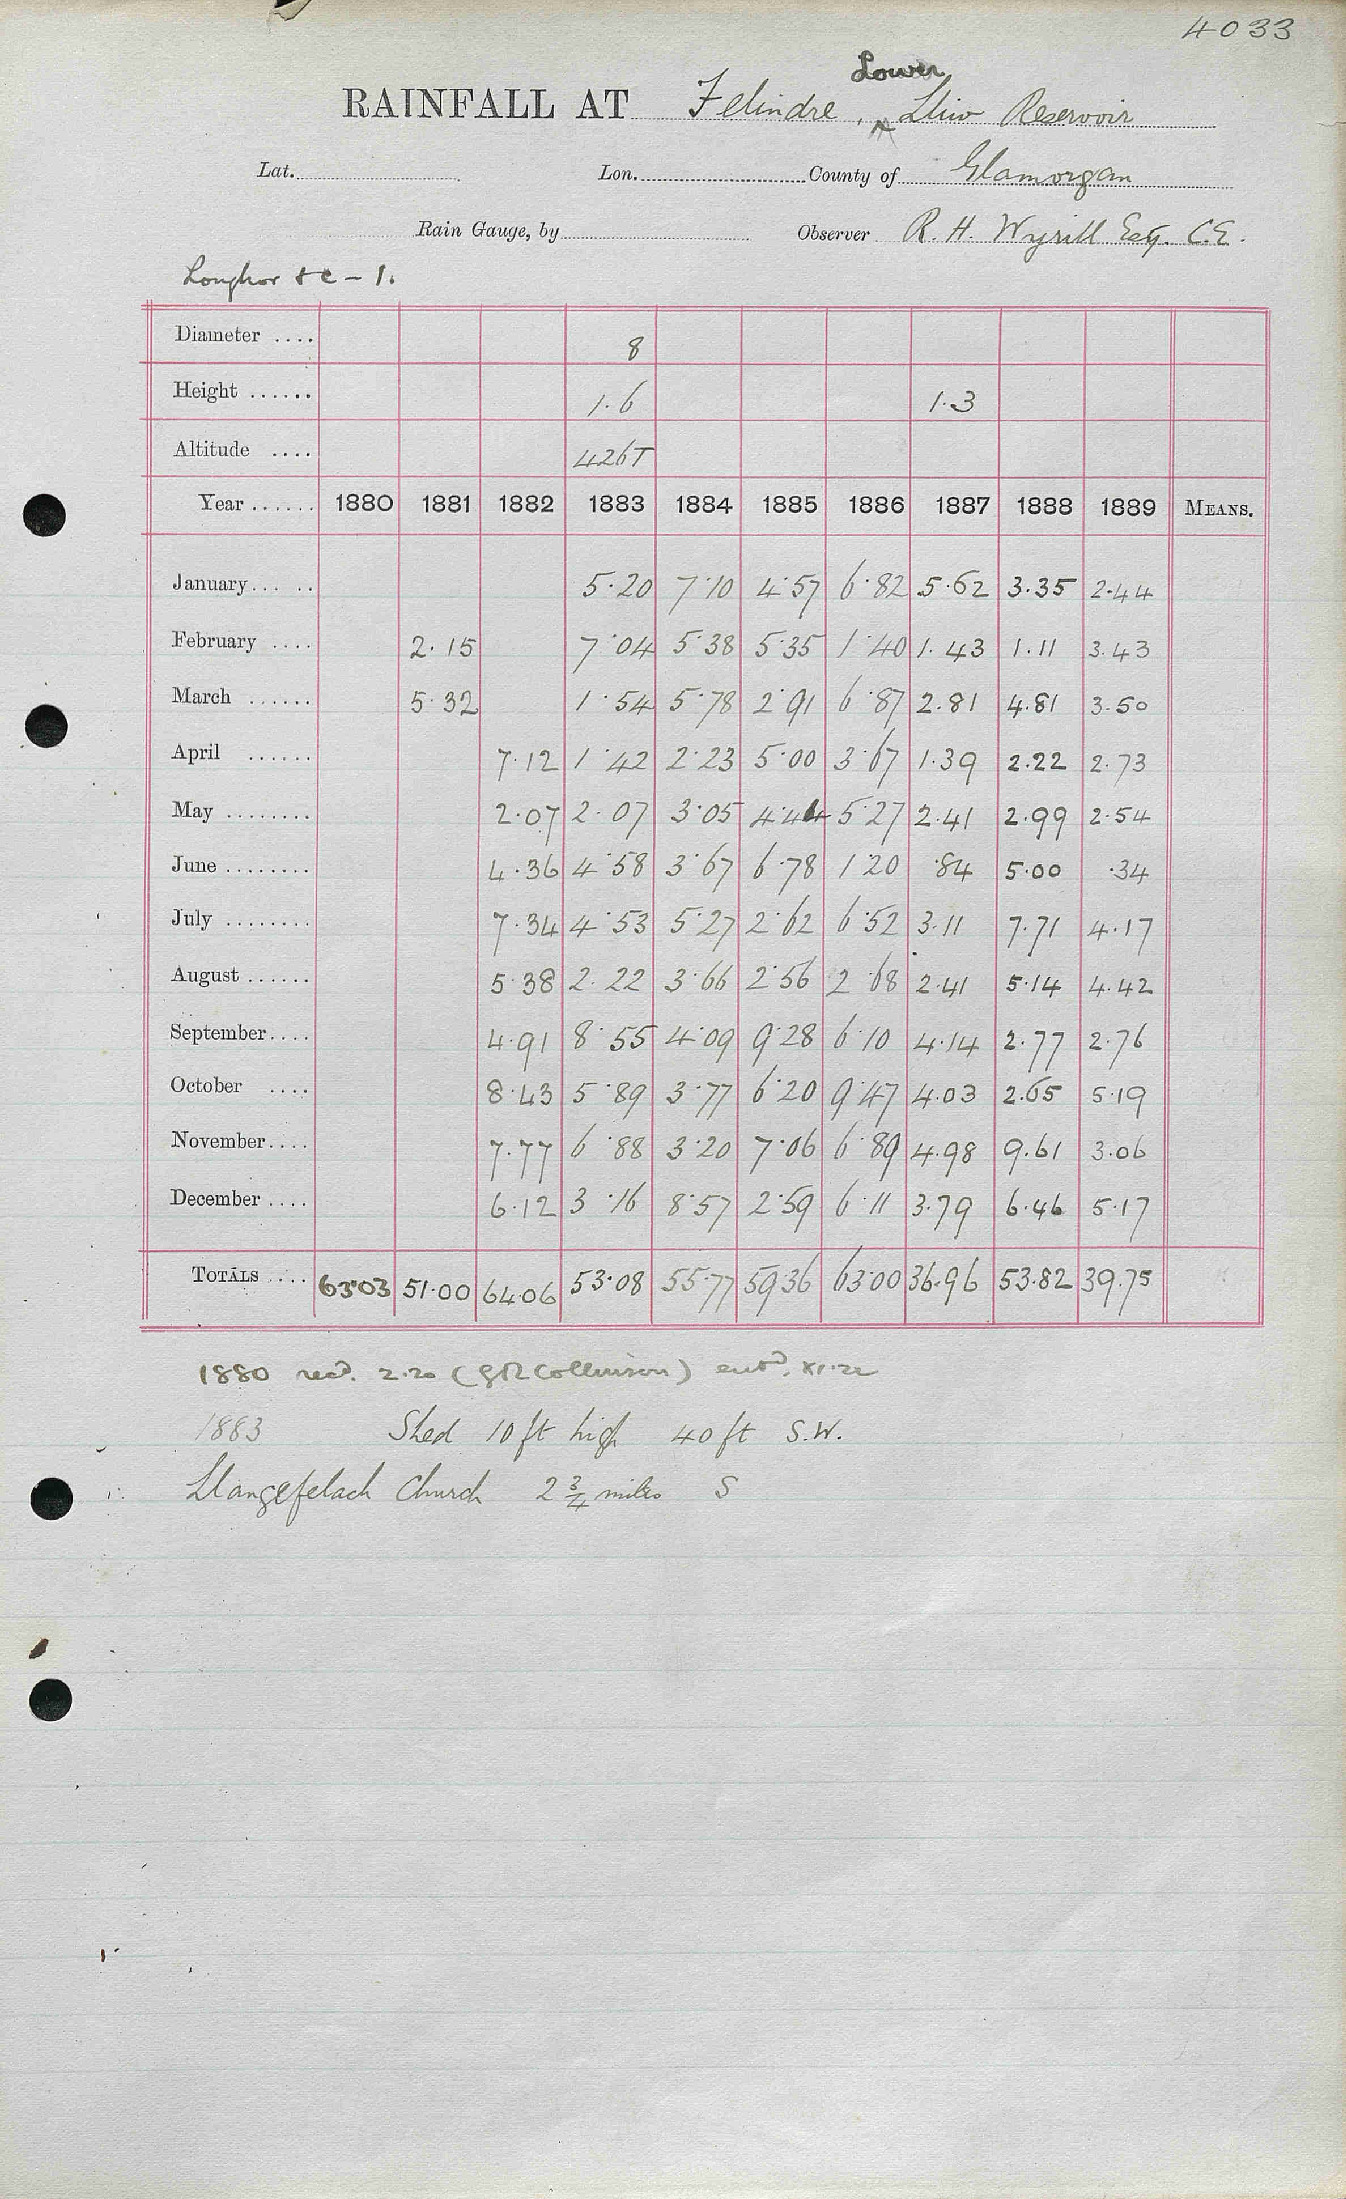 4033
Lower
RAINFALL AT Felindre, ^ Lliw Reservoir
Lat. Lon. County of Glamorgan
Rain Gauge, by Observer R. H. Wyrill Esq. C.E.
Loughor &c - 1.
Diameter .... 8
Height ...... 1.6 1.3
Altitude .... 426T
Year ...... 1880 1881 1882 1883 1884 1885 1886 1887 1888 1889 MEANS.
January... .. 5.20 7.10 4.57 6.82 5.62 3.35 2.44
February .... 2.15 7.04 5.38 5.35 1.40 1.43 1.11 3.43
March ...... 5.32 1.54 5.78 2.91 6.87 2.81 4.81 3.50
April ...... 7.12 1.42 2.23 5.00 3.67 1.39 2.22 2.73
May ........ 2.07 2.07 3.05 4.44 5.27 2.41 2.99 2.54
June ........ 4.36 4.58 3.67 6.78 1.20 .84 5.00 .34
July ........ 7.34 4.53 5.27 2.62 6.52 3.11 7.71 4.17
August ...... 5.38 2.22 3.66 2.56 2.68 2.41 5.14 4.42
September.... 4.91 8.55 4.09 9.28 6.10 4.14 2.77 2.76
October .... 8.43 5.89 3.77 6.20 9.47 4.03 2.65 5.19
November.... 7.77 6.88 3.20 7.06 6.89 4.98 9.61 3.06
December .... 6.12 3.16 8.57 2.59 6.11 3.79 6.46 5.17
TOTALS .... 63.03 51.00 64.06 53.08 55.77 59.36 63.00 36.96 53.82 39.75
1880 recd. 2.20 (Collinson) entd. XI.22
1883 Shed 10 ft high 40 ft S.W.
Llangefelach Church 2 3/4 miles S